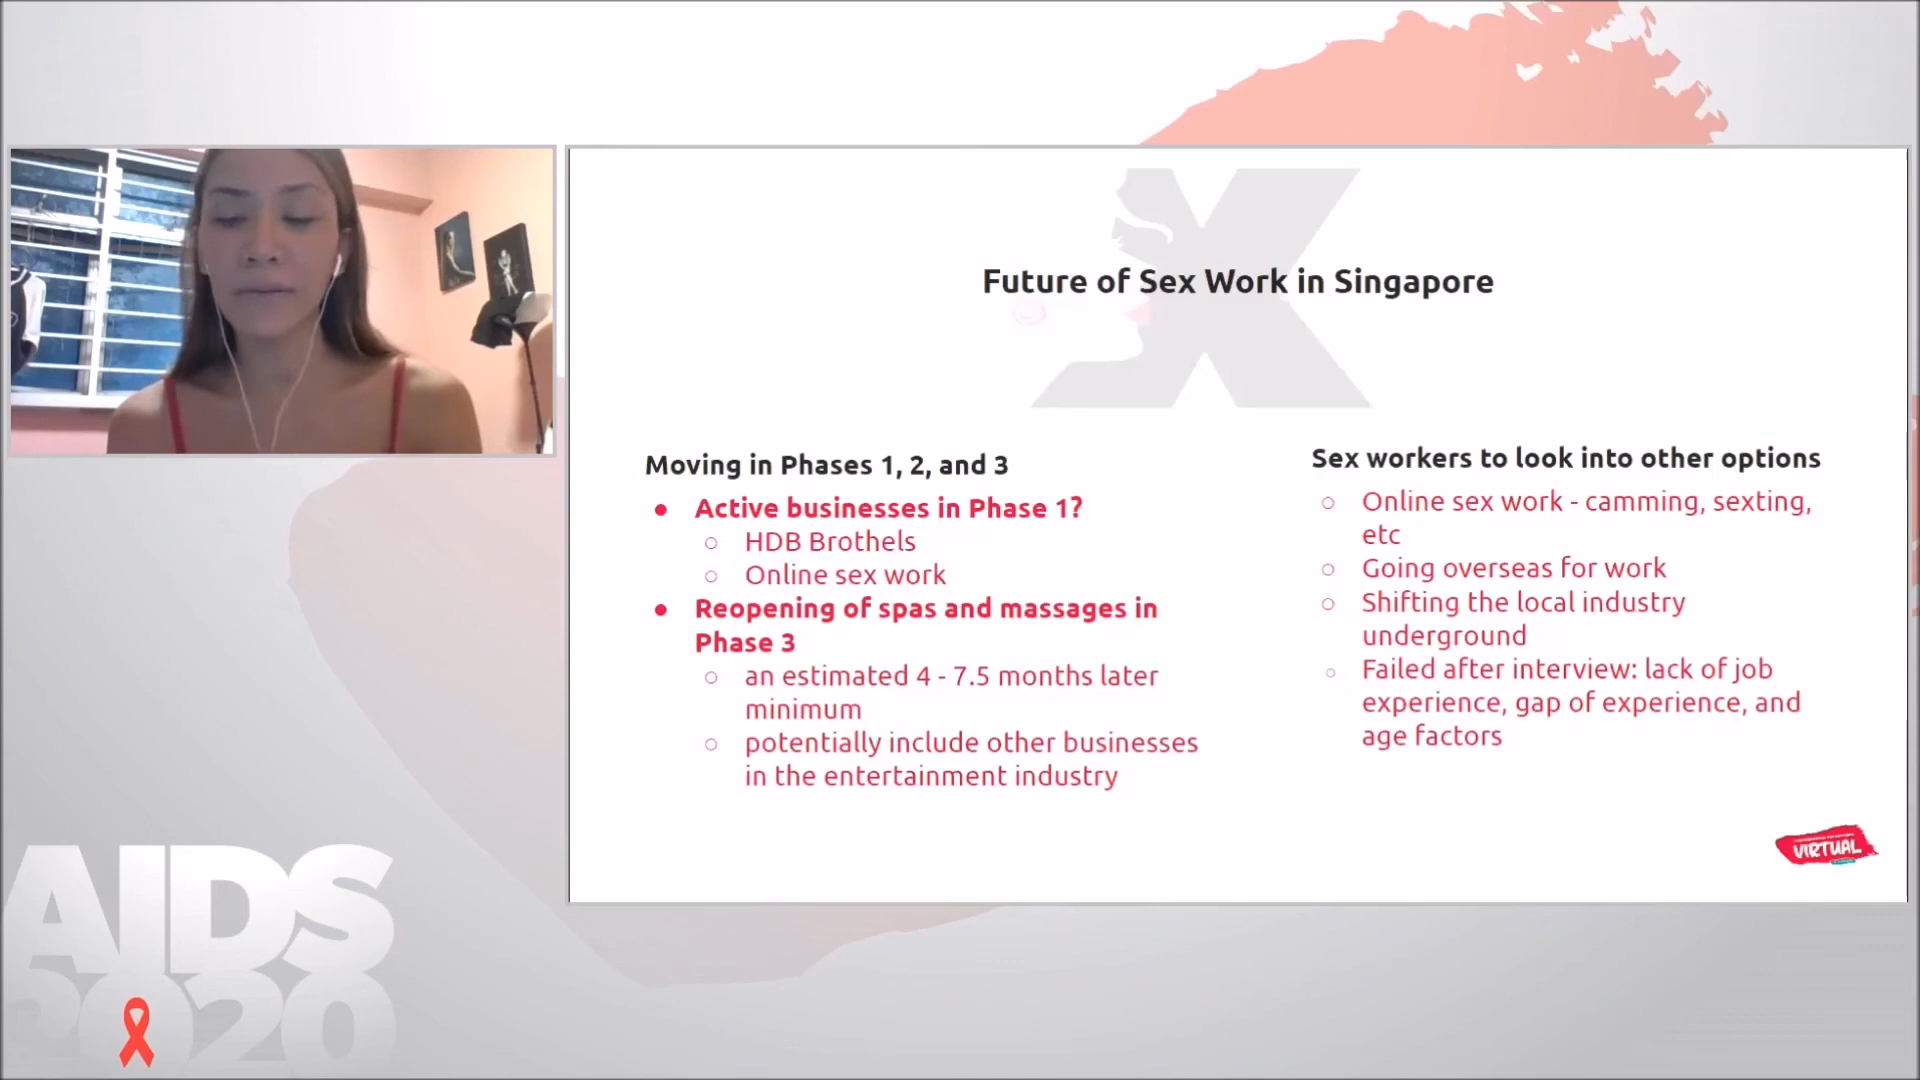 Future of Sex Work in Singapore
Moving in Phases 1, 2, and 3
● Active businesses in Phase 1?
○ HDB Brothels
○ Online sex work
● Reopening of spas and massages in
Phase 3
○ an estimated 4 - 7.5 months later
minimum
○ potentially include other businesses
in the entertainment industry
Sex workers to look into other options
○ Online sex work - camming, sexting,
etc
○ Going overseas for work
○ Shifting the local industry
underground
○ Failed after interview: lack of job
experience, gap of experience, and
age factors
VIRTUAL
AIDS
2020